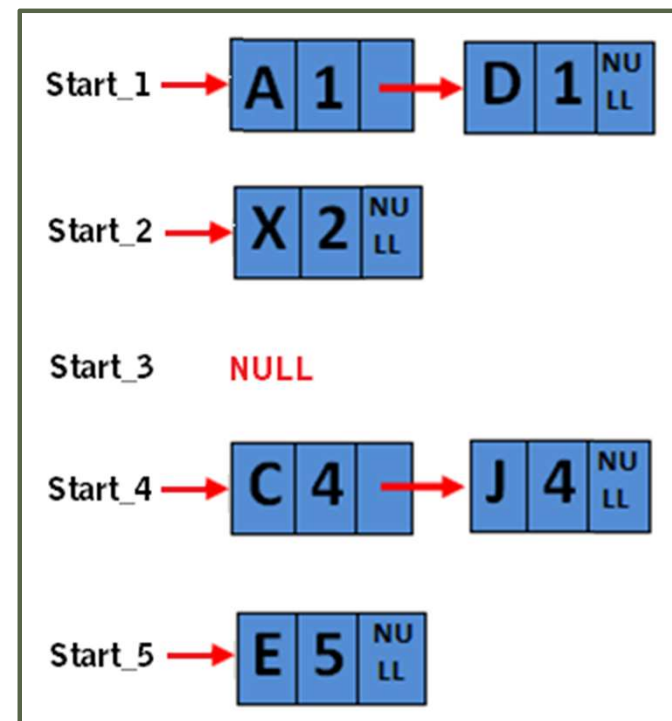 Start_1 A 1 D 1 NU LL
Start_2 X 2 NU LL
Start_3 NULL
Start_4 C 4 J 4 NU LL
Start_5 E 5 NU LL